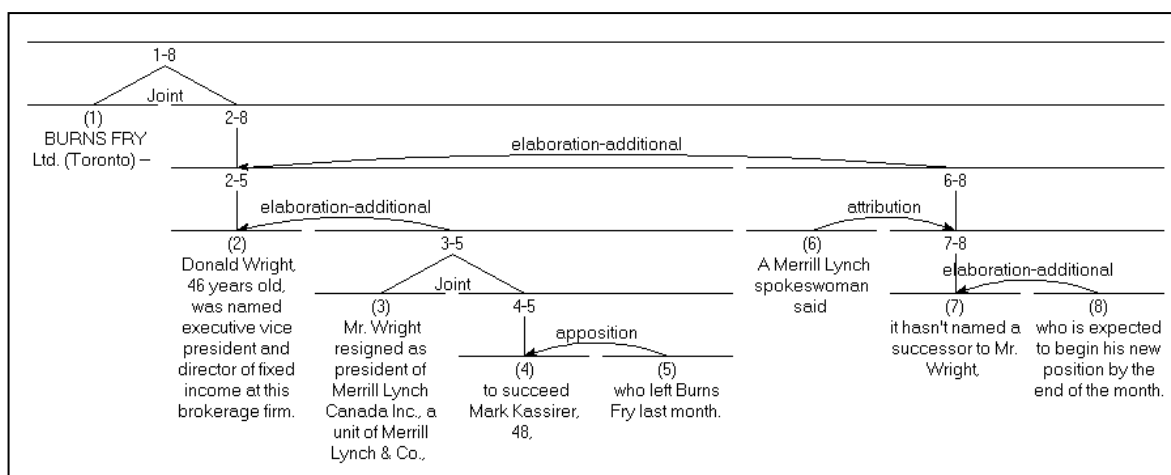 1-8
Joint
(1)
BURNS FRY
Ltd. (Toronto) –
2-8
elaboration-additional
2-5
6-8
elaboration-additional
attribution
(2)
Donald Wright,
46 years old,
was named
executive vice
president and
director of fixed
income at this
brokerage firm.
3-5
Joint
(3)
Mr. Wright
resigned as
president of
Merrill Lynch
Canada Inc., a
unit of Merrill
Lynch & Co.,
4-5
apposition
(4)
to succeed
Mark Kassirer,
48,
(5)
who left Burns
Fry last month.
(6)
A Merrill Lynch
spokeswoman
said
7-8
elaboration-additional
(7)
it hasn't named a
successor to Mr.
Wright,
(8)
who is expected
to begin his new
position by the
end of the month.